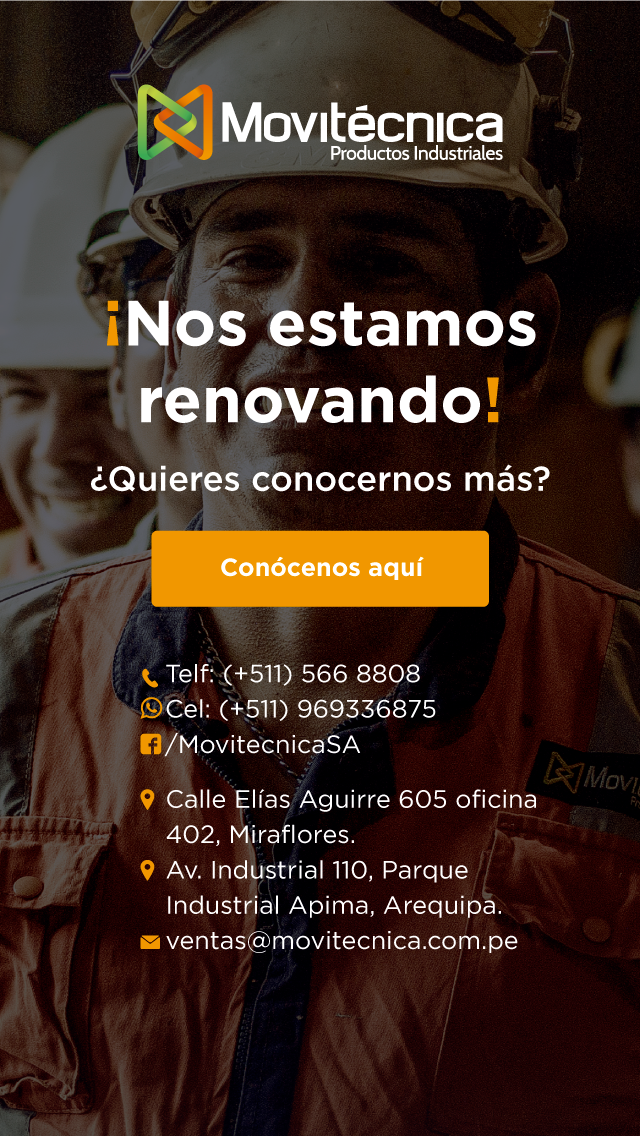 Movitécnica
Productos Industriales
¡Nos estamos
renovando!
¿Quieres conocernos más?
Conócenos aquí
Telf: (+511) 566 8808
Cel: (+511) 969336875
/MovitecnicaSA
Movi
Calle Elías Aguirre 605 oficina
402, Miraflores.
Av. Industrial 110, Parque
Industrial Apima, Arequipa.
ventas@movitecnica.com.pe